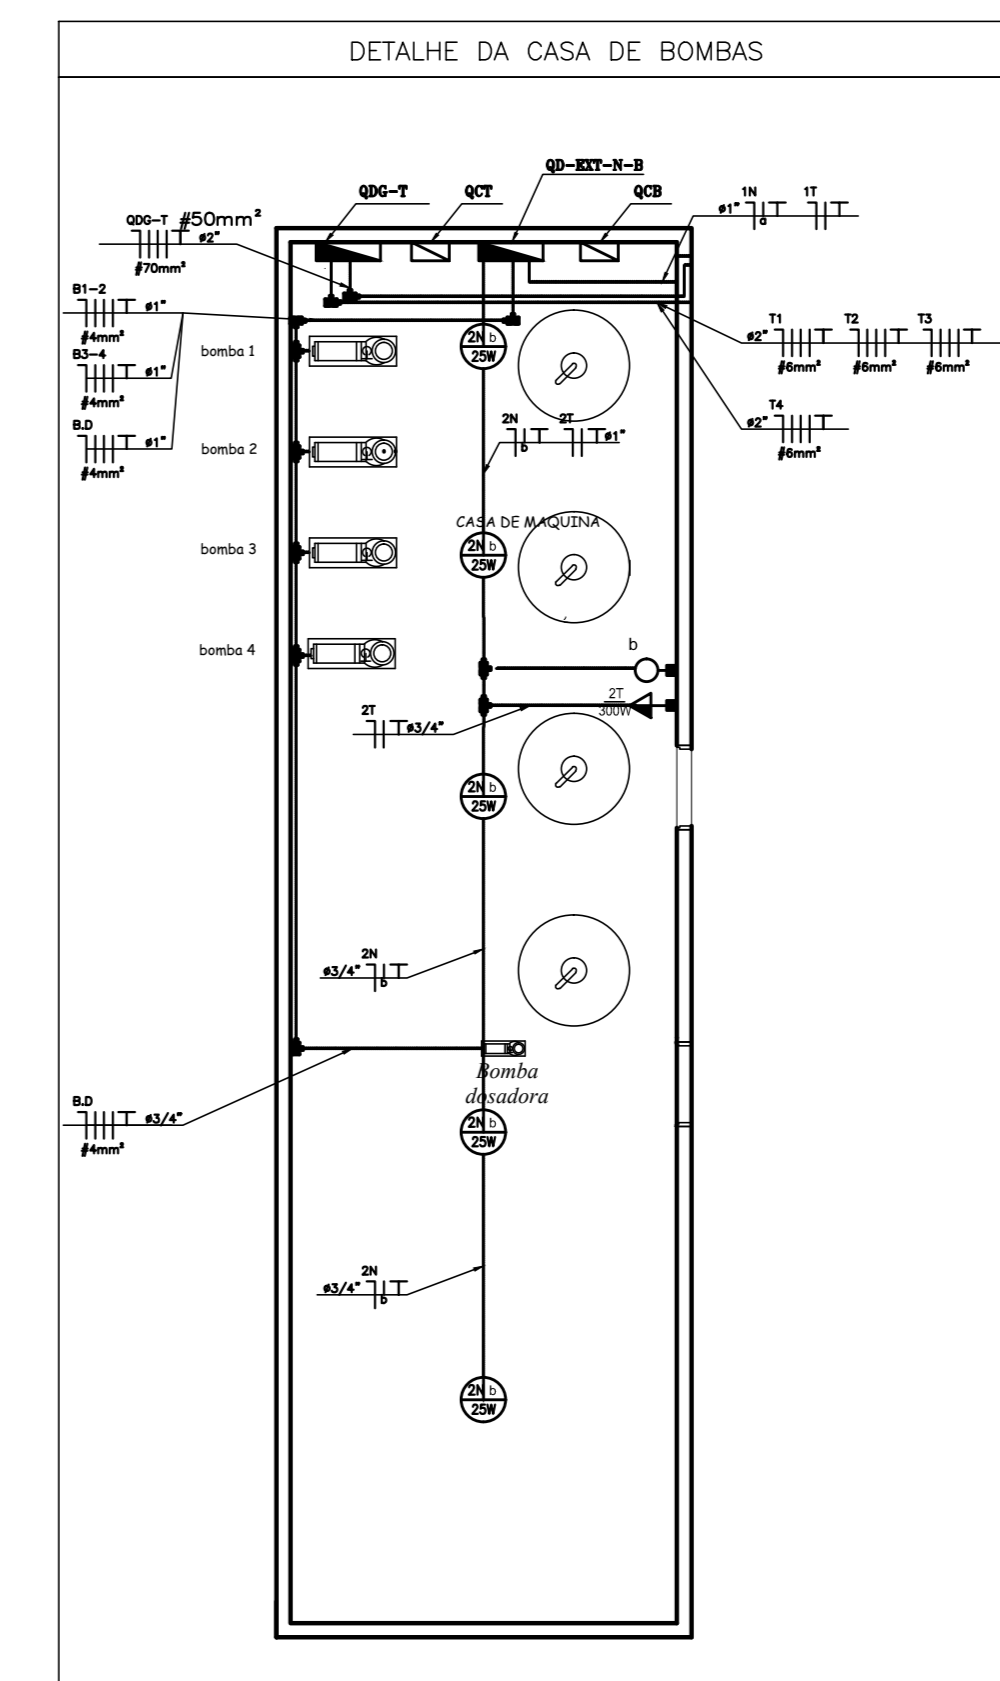 DETALHE DA CASA DE BOMBAS
QD-EXT-N-B
QDG-T
QCT
QCB
1N
1T
ø1"
a
QDG-T
#50mm²
ø2"
#70mm²
B1-2
ø1"
#4mm²
B3-4
ø1"
#4mm²
B.D
ø1"
#4mm²
bomba 1
2N b
25W
T1
T2
T3
ø2"
#6mm²
#6mm²
#6mm²
T4
ø2"
#6mm²
bomba 2
2N
2T
ø1"
b
CASA DE MAQUINA
bomba 3
2N b
25W
bomba 4
b
2T
300W
2T
ø3/4"
2N b
25W
2N
ø3/4"
b
Bomba
dosadora
B.D
ø3/4"
#4mm²
2N b
25W
2N
ø3/4"
b
2N b
25W